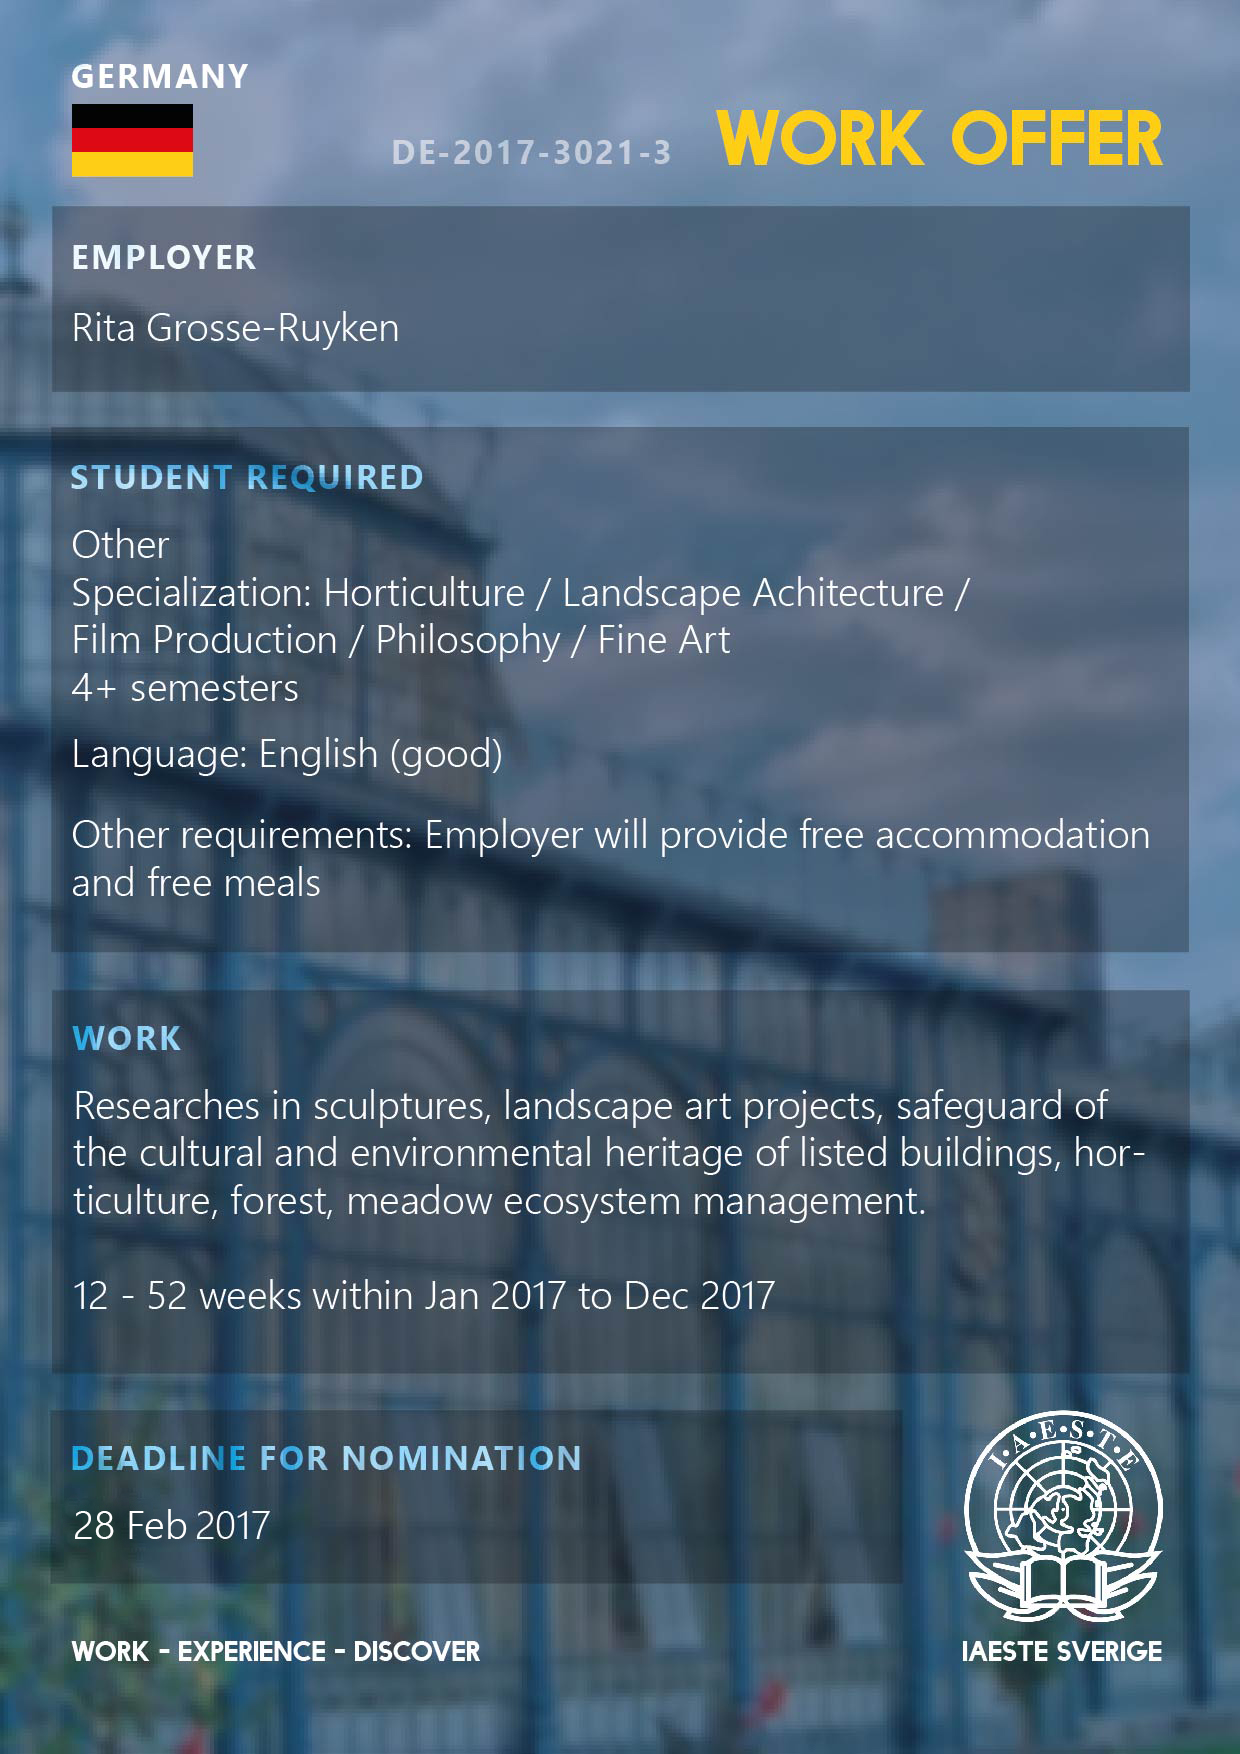 GERMANY
DE-2017-3021-3
WORK OFFER
EMPLOYER
Rita Grosse-Ruyken
STUDENT REQUIRED
Other
Specialization: Horticulture / Landscape Achitecture /
Film Production / Philosophy / Fine Art
4+ semesters
Language: English (good)
Other requirements: Employer will provide free accommodation
and free meals
WORK
Researches in sculptures, landscape art projects, safeguard of
the cultural and environmental heritage of listed buildings, hor-
ticulture, forest, meadow ecosystem management.
12 - 52 weeks within Jan 2017 to Dec 2017
DEADLINE FOR NOMINATION
28 Feb 2017
I·A·E·S·T·E
WORK - EXPERIENCE - DISCOVER
IAESTE SVERIGE